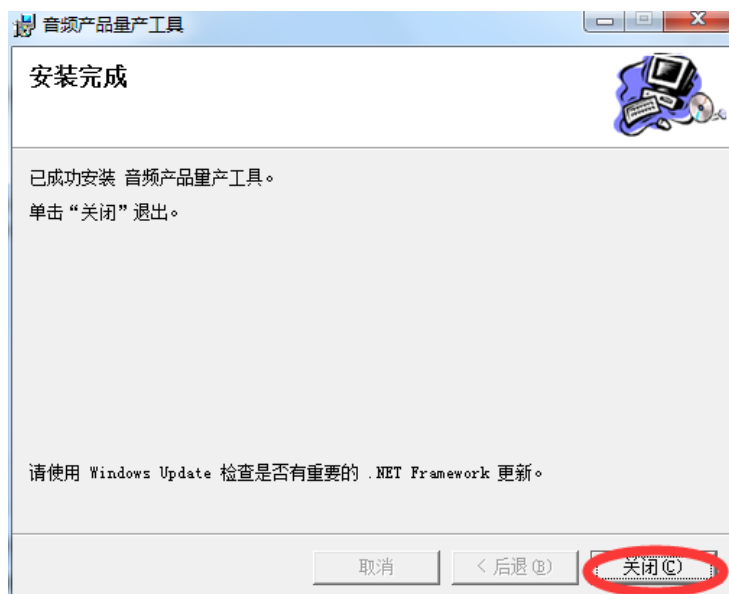 音频产品量产工具
安装完成
已成功安装 音频产品量产工具。
单击“关闭”退出。
请使用 Windows Update 检查是否有重要的 .NET Framework 更新。
取消
< 后退(B)
关闭(C)